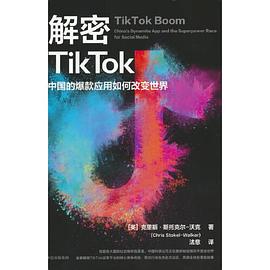 解密
TikTok
TikTok Boom
China's Dynamite App and the Superpower Race
for Social Media
中国的爆款应用如何改变世界
[英] 克里斯·斯托克尔-沃克 著
(Chris Stokel-Walker)
法意 译